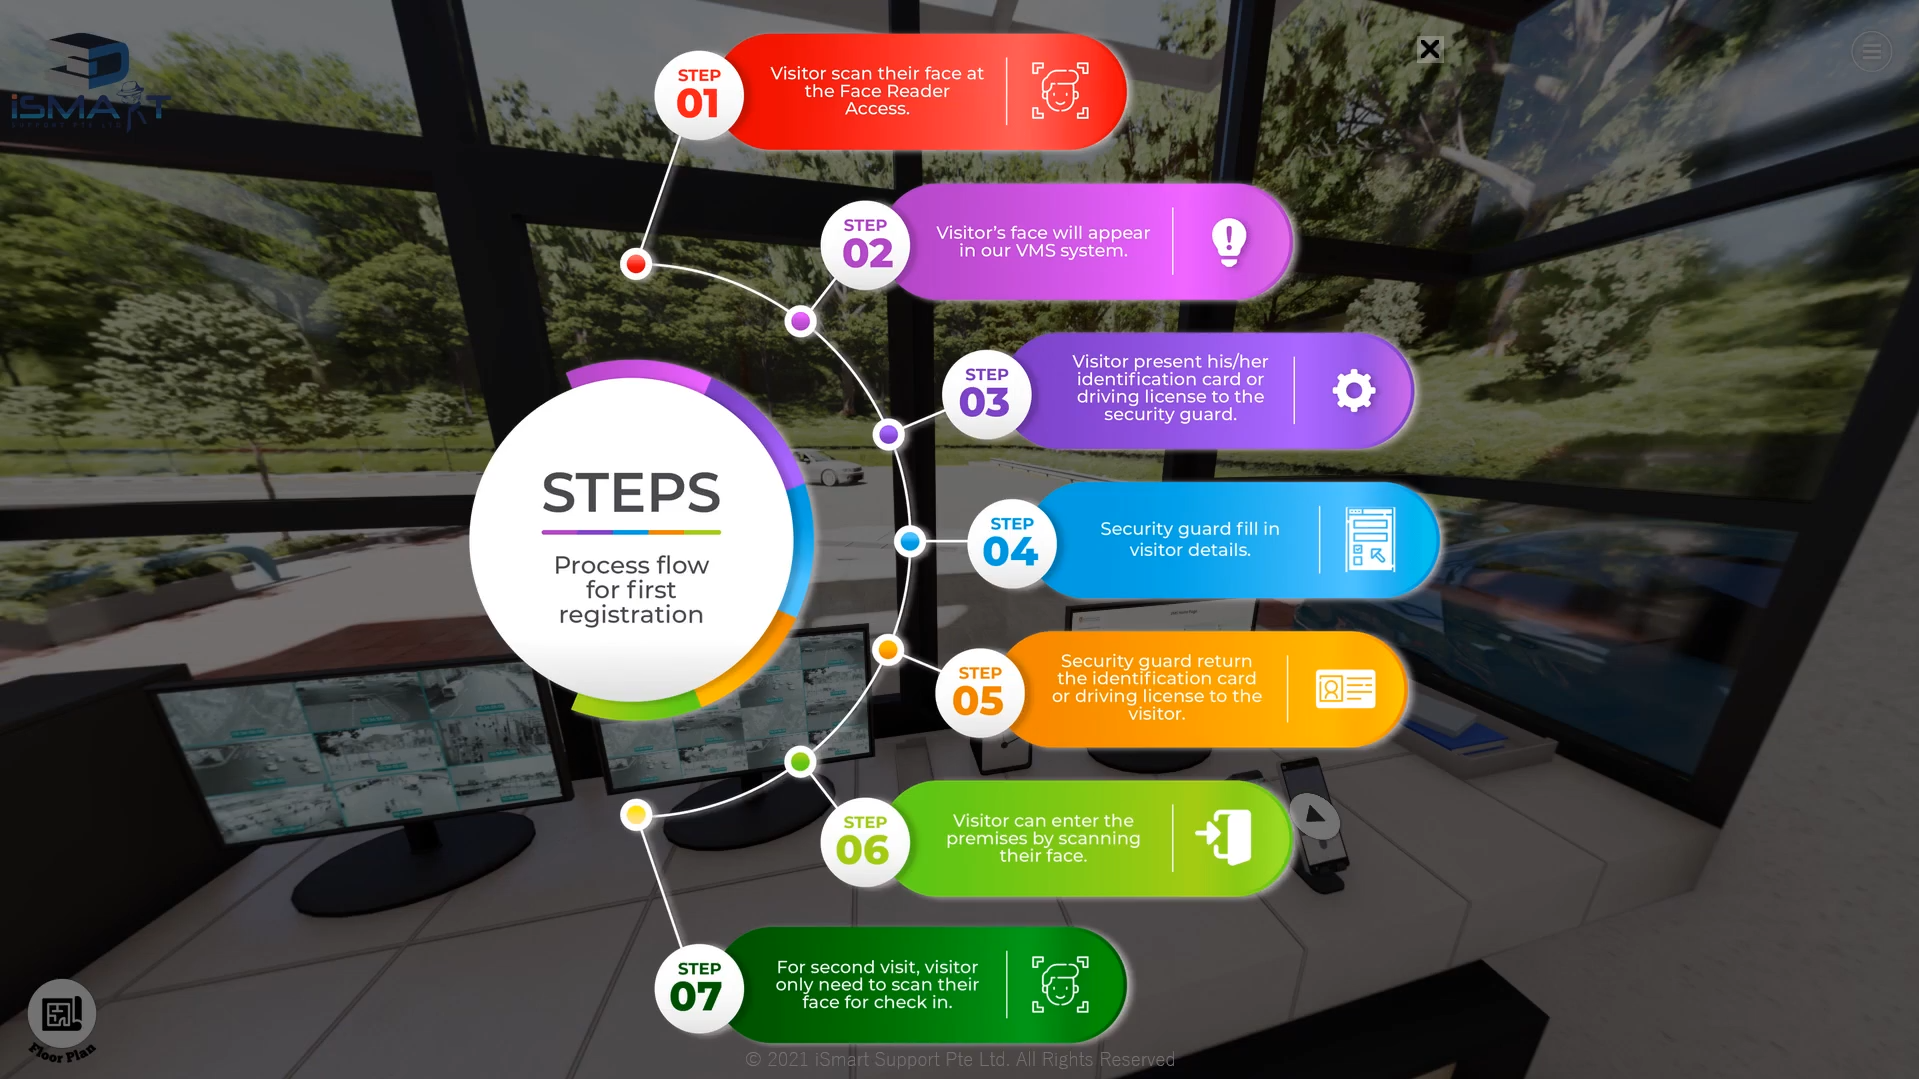 iSMART
SUPPORT PTE LTD
STEP
01
Visitor scan their face at
the Face Reader
Access.
STEP
02
Visitor's face will appear
in our VMS system.
STEP
03
Visitor present his/her
identification card or
driving license to the
security guard.
STEPS
Process flow
for first
registration
STEP
04
Security guard fill in
visitor details.
STEP
05
Security guard return
the identification card
or driving license to the
visitor.
STEP
06
Visitor can enter the
premises by scanning
their face.
STEP
07
For second visit, visitor
only need to scan their
face for check in.
Floor Plan
© 2021 iSmart Support Pte Ltd. All Rights Reserved